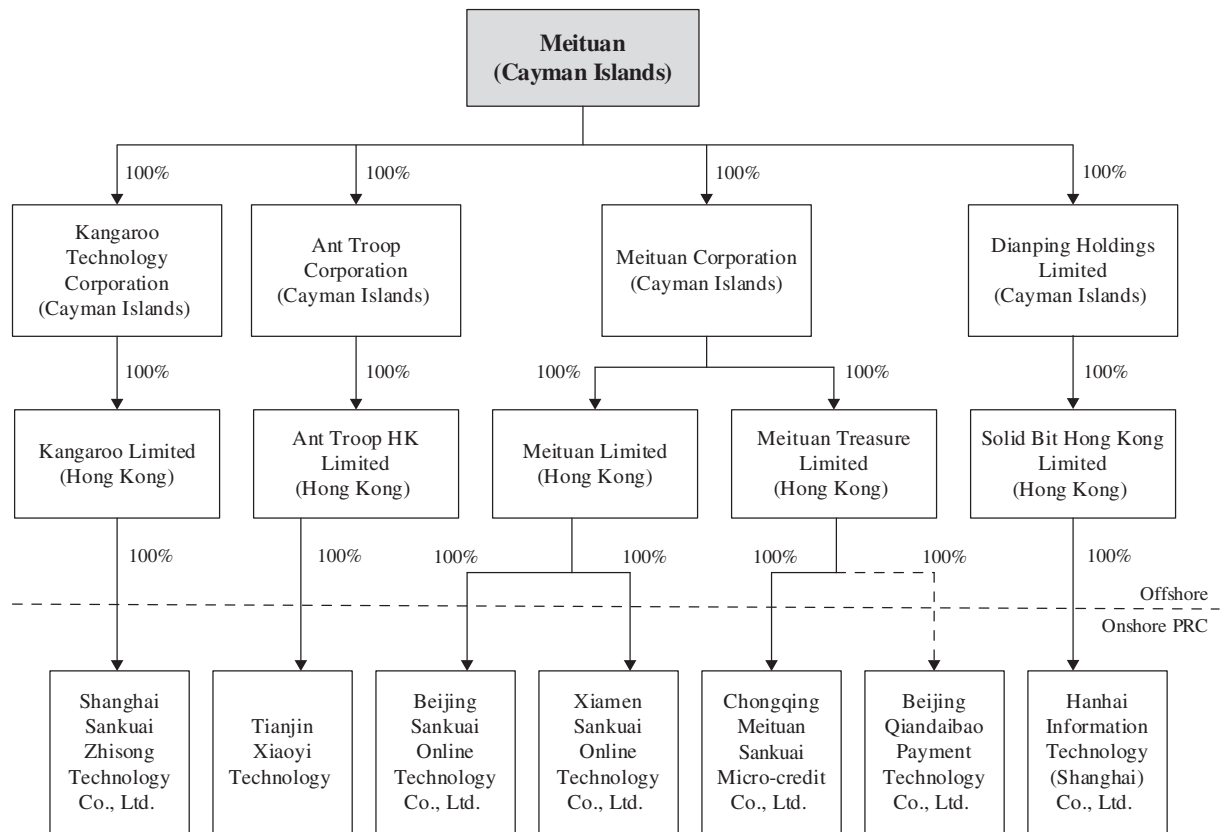 Meituan
(Cayman Islands)
100%
100%
100%
100%
Kangaroo
Technology
Corporation
(Cayman Islands)
Ant Troop
Corporation
(Cayman Islands)
Meituan Corporation
(Cayman Islands)
Dianping Holdings
Limited
(Cayman Islands)
100%
100%
100%
100%
100%
Kangaroo Limited
(Hong Kong)
Ant Troop HK
Limited
(Hong Kong)
Meituan Limited
(Hong Kong)
Meituan Treasure
Limited
(Hong Kong)
Solid Bit Hong Kong
Limited
(Hong Kong)
100%
100%
100%
100%
100%
100%
100%
Offshore
Onshore PRC
Shanghai
Sankuai
Zhisong
Technology
Co., Ltd.
Tianjin
Xiaoyi
Technology
Beijing
Sankuai
Online
Technology
Co., Ltd.
Xiamen
Sankuai
Online
Technology
Co., Ltd.
Chongqing
Meituan
Sankuai
Micro-credit
Co., Ltd.
Beijing
Qiandaibao
Payment
Technology
Co., Ltd.
Hanhai
Information
Technology
(Shanghai)
Co., Ltd.